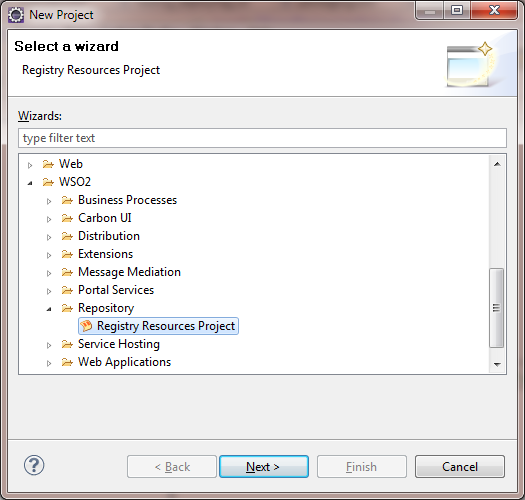 New Project
Select a wizard
Registry Resources Project
Wizards:
type filter text
Web
WSO2
Business Processes
Carbon UI
Distribution
Extensions
Message Mediation
Portal Services
Repository
Registry Resources Project
Service Hosting
Web Applications
?
< Back
Next >
Finish
Cancel